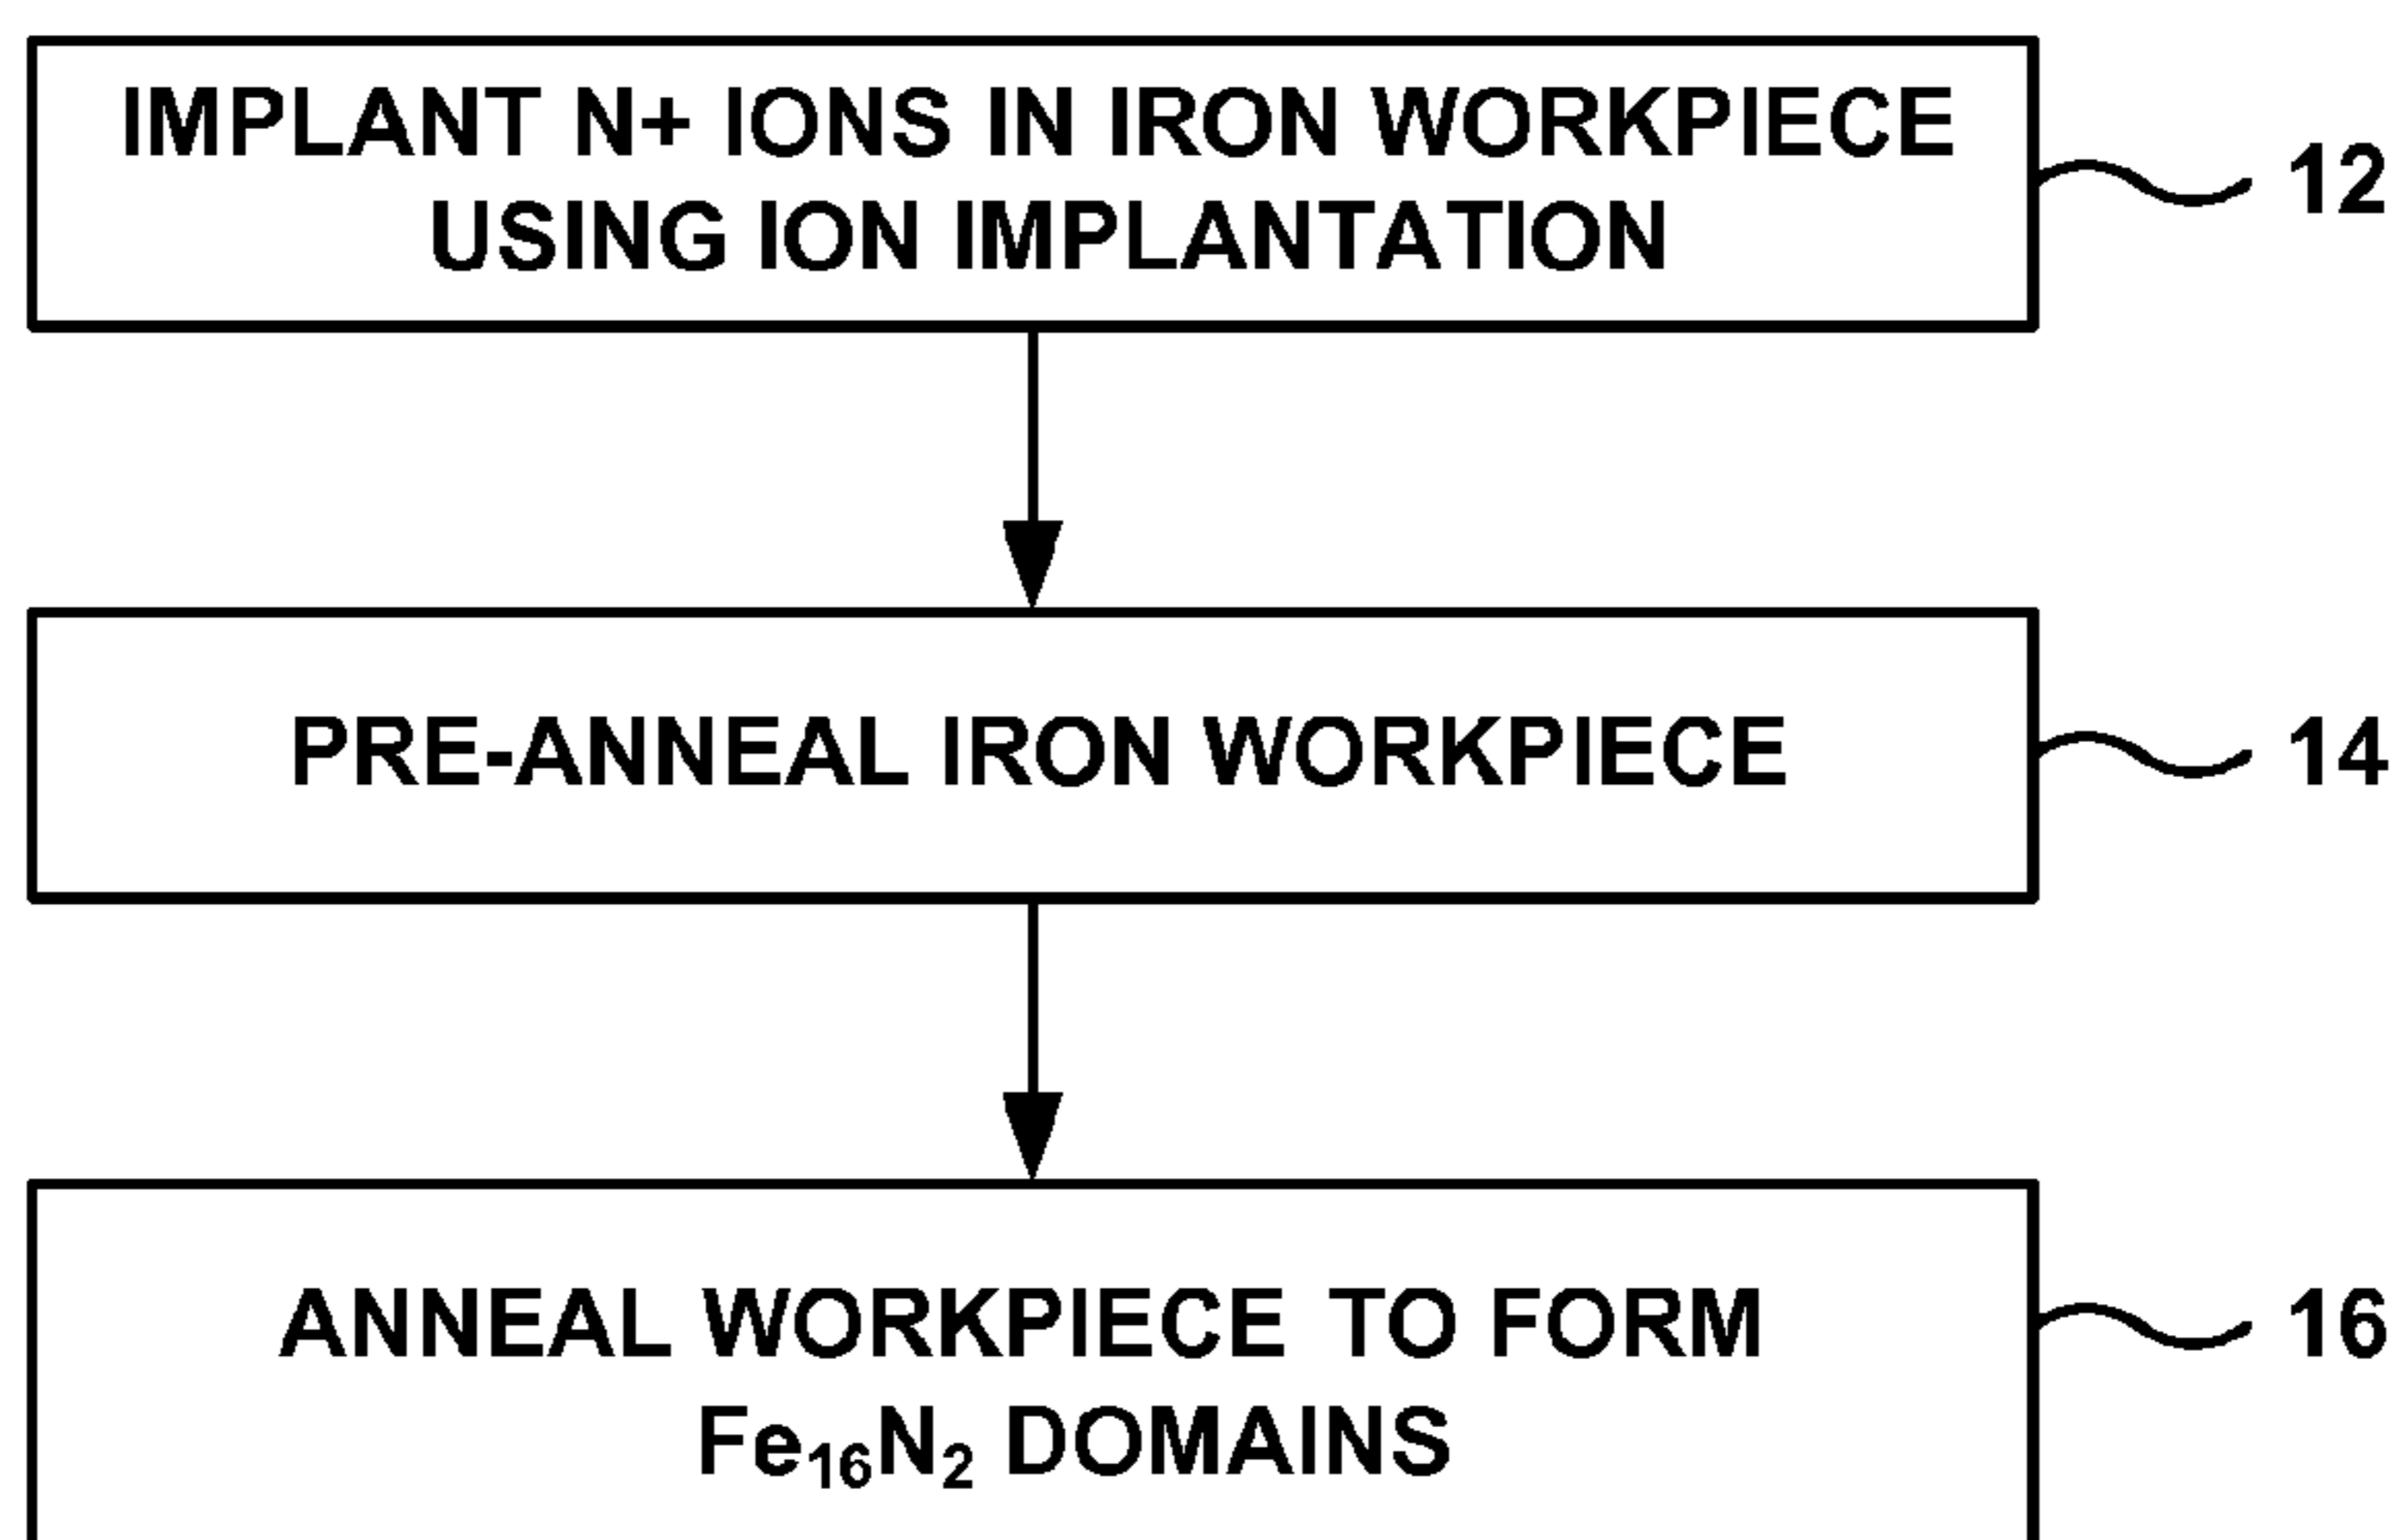 IMPLANT N+ IONS IN IRON WORKPIECE
USING ION IMPLANTATION
12
PRE-ANNEAL IRON WORKPIECE
14
ANNEAL WORKPIECE TO FORM
Fe₁₆N₂ DOMAINS
16